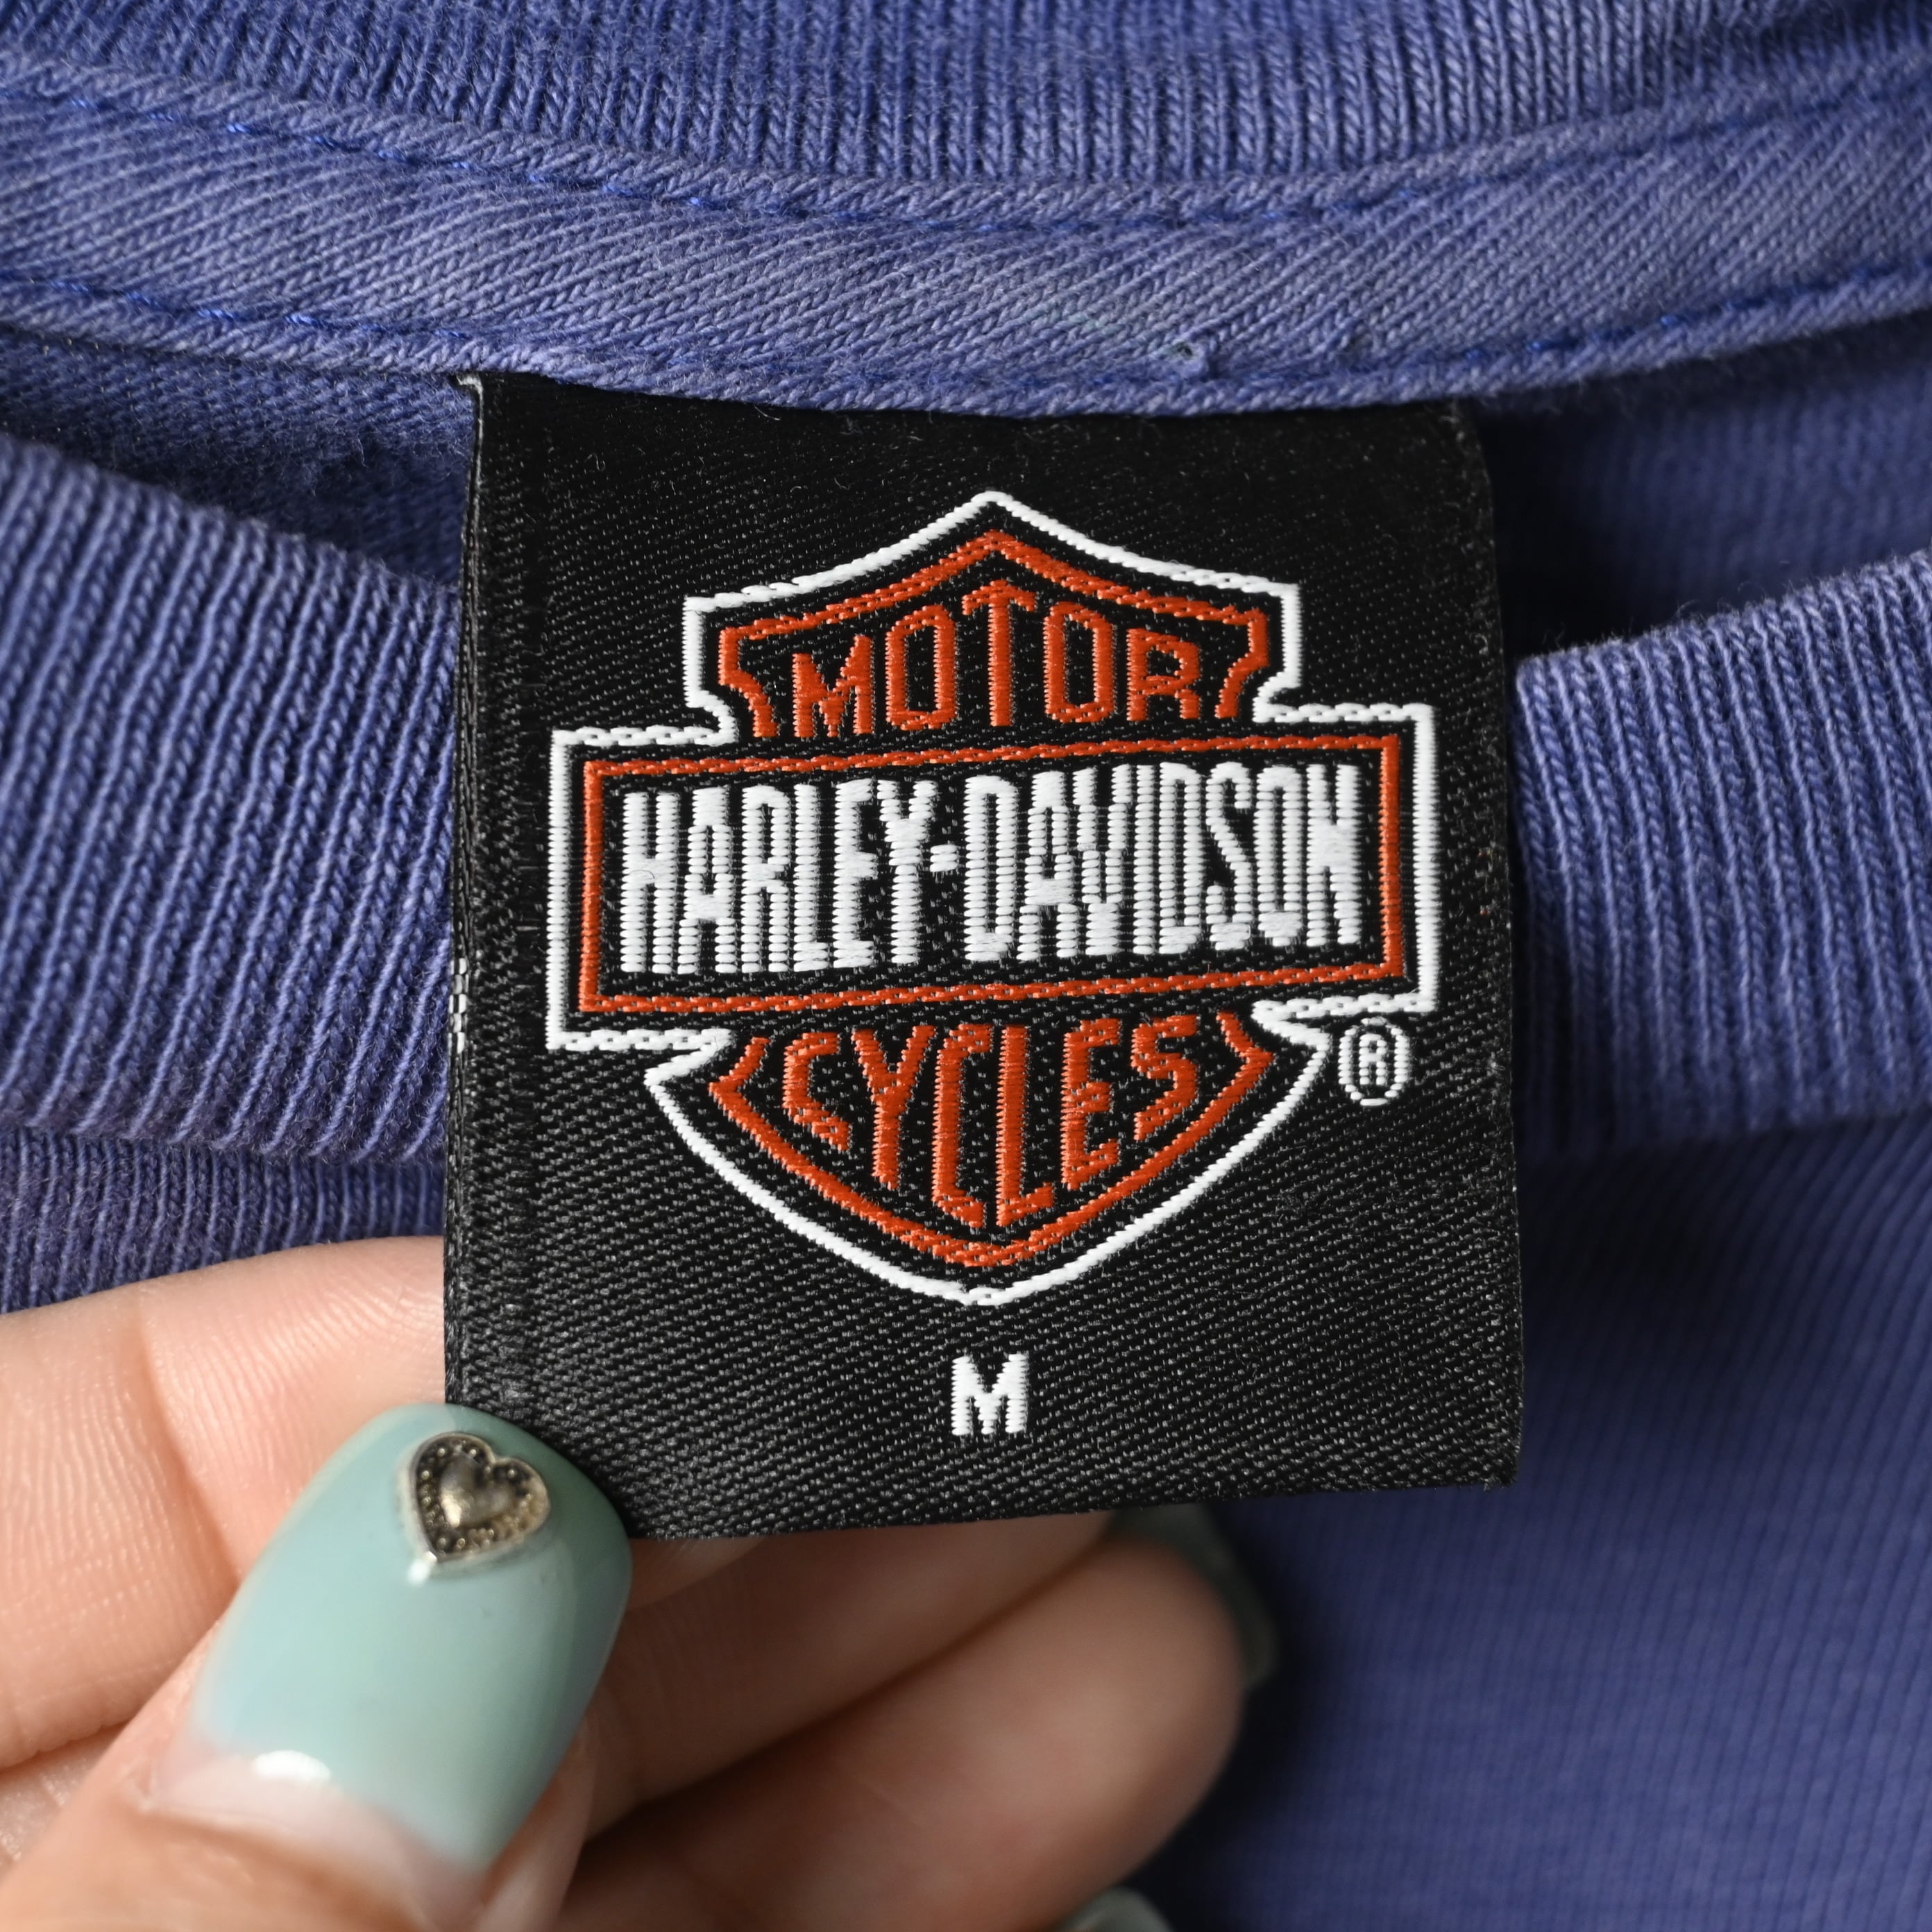 MOTOR
HARLEY-DAVIDSON
CYCLES
®
M